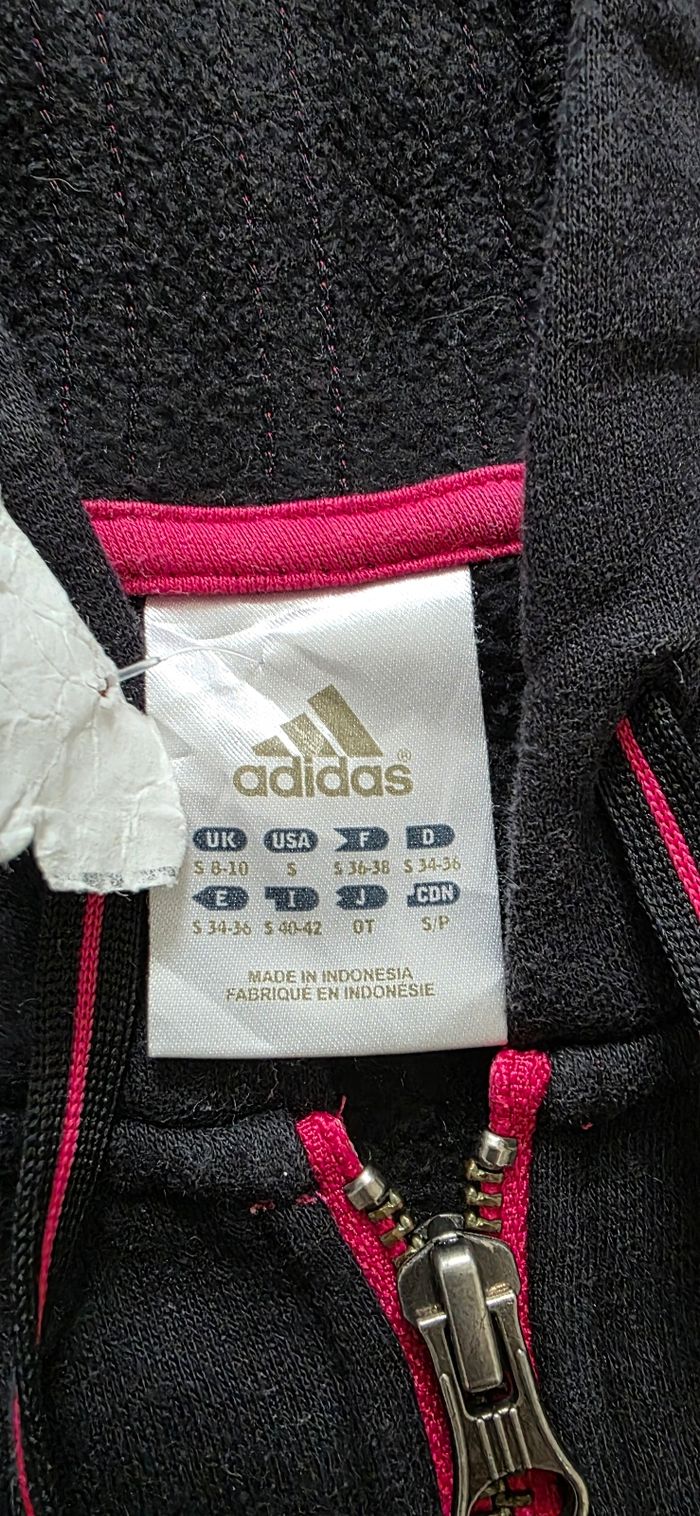 adidas®
UK USA F D
S 8-10 S S 36-38 S 34-36
E I J CDN
S 34-36 S 40-42 OT S/P
MADE IN INDONESIA
FABRIQUÉ EN INDONÉSIE